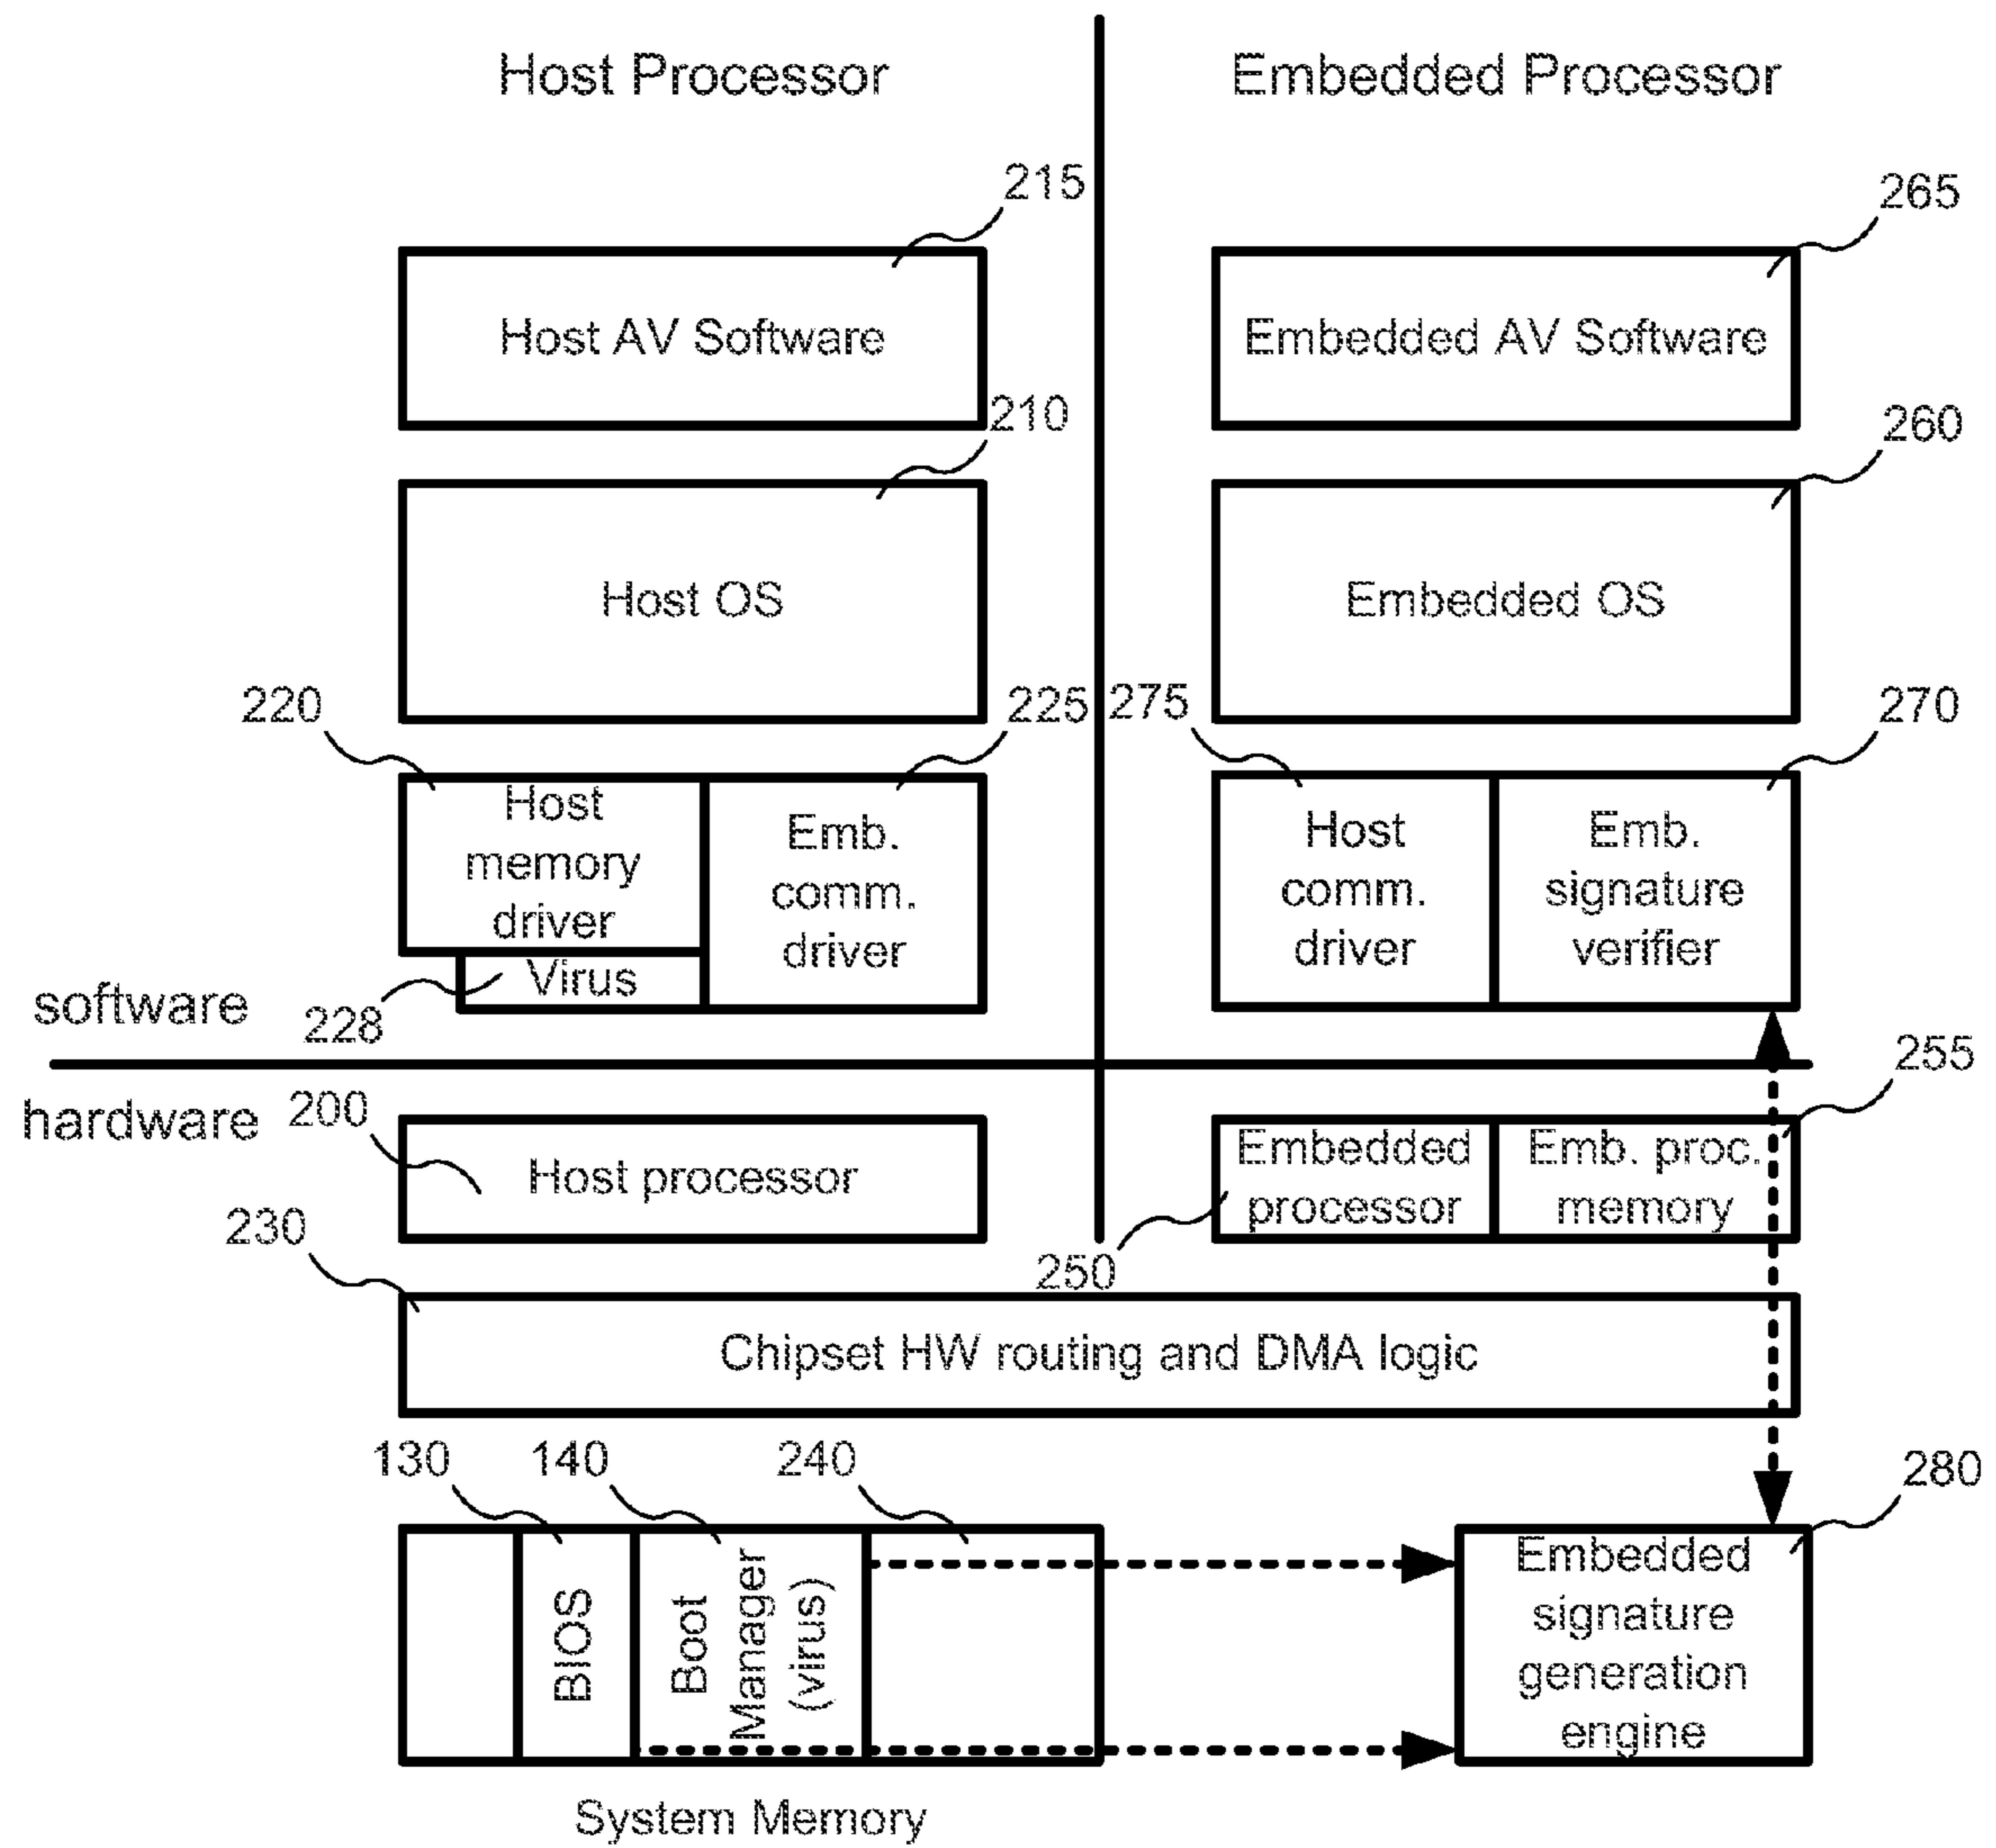 Host Processor
Embedded Processor
215
265
Host AV Software
Embedded AV Software
210
260
Host OS
Embedded OS
220
225
275
270
Host
memory
driver
Emb.
comm.
driver
Host
comm.
driver
Emb.
signature
verifier
Virus
228
software
hardware
255
200
Host processor
Embedded
processor
Emb. proc.
memory
230
250
Chipset HW routing and DMA logic
130
140
240
280
BIOS
Boot
Manager
(virus)
Embedded
signature
generation
engine
System Memory